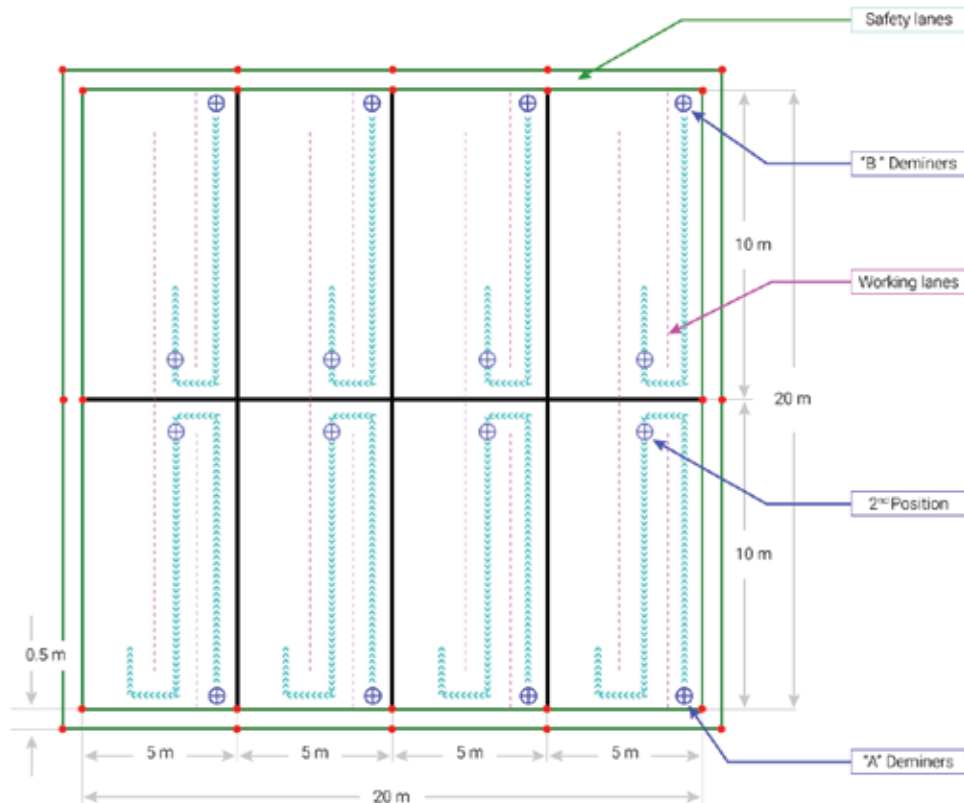 Safety lanes
"B" Deminers
10 m
Working lanes
20 m
2nd Position
10 m
0.5 m
5 m
5 m
5 m
5 m
"A" Deminers
20 m